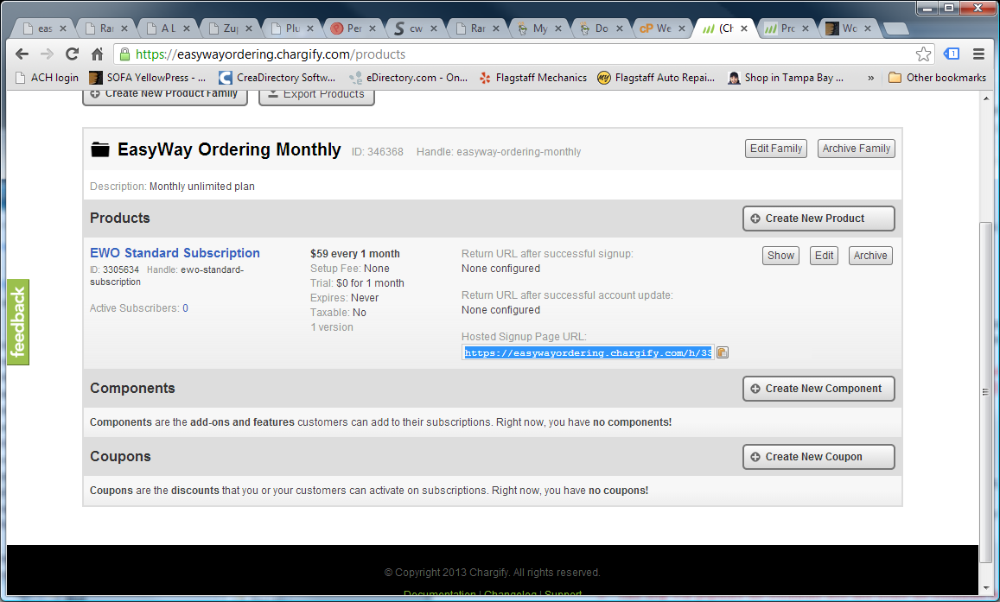 eas
Rar
A L
Zup
Plu
Per
cw
Rar
My
Do
cP We
(Ch
Pro
Wo
https://easywayordering.chargify.com/products
ACH login
SOFA YellowPress - ...
CreaDirectory Softw...
eDirectory.com - On...
Flagstaff Mechanics
Flagstaff Auto Repai...
Shop in Tampa Bay ...
»
Other bookmarks
Create New Product Family
Export Products
EasyWay Ordering Monthly ID: 346368 Handle: easyway-ordering-monthly
Edit Family
Archive Family
Description: Monthly unlimited plan
Products
Create New Product
EWO Standard Subscription
ID: 3305634 Handle: ewo-standard-
subscription
Active Subscribers: 0
$59 every 1 month
Setup Fee: None
Trial: $0 for 1 month
Expires: Never
Taxable: No
1 version
Return URL after successful signup:
None configured
Return URL after successful account update:
None configured
Hosted Signup Page URL:
https://easywayordering.chargify.com/h/33
Show
Edit
Archive
feedback
Components
Create New Component
Components are the add-ons and features customers can add to their subscriptions. Right now, you have no components!
Coupons
Create New Coupon
Coupons are the discounts that you or your customers can activate on subscriptions. Right now, you have no coupons!
© Copyright 2013 Chargify. All rights reserved.
Documentation | Changelog | Support